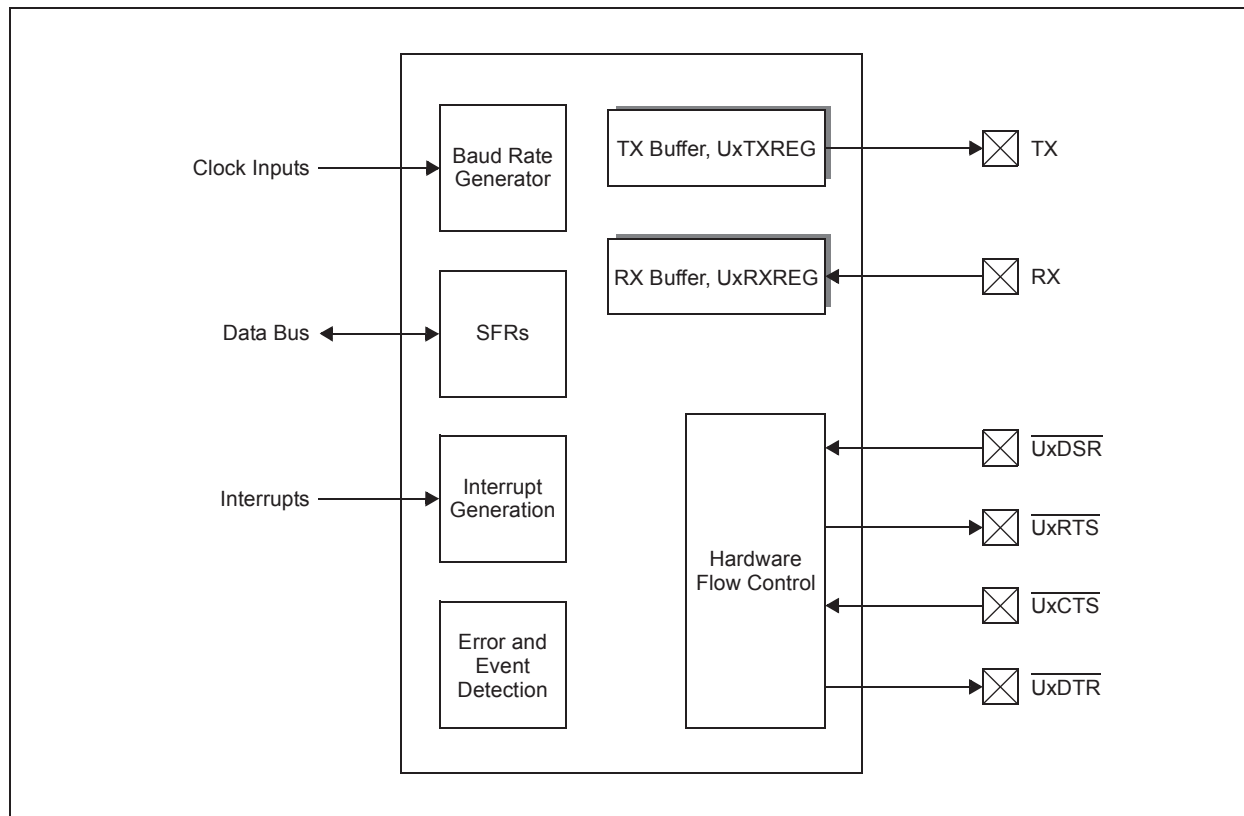 Clock Inputs
Baud Rate
Generator
TX Buffer, UxTXREG
TX
RX Buffer, UxRXREG
RX
Data Bus
SFRs
Interrupts
Interrupt
Generation
Error and
Event
Detection
Hardware
Flow Control
UxDSR
UxRTS
UxCTS
UxDTR